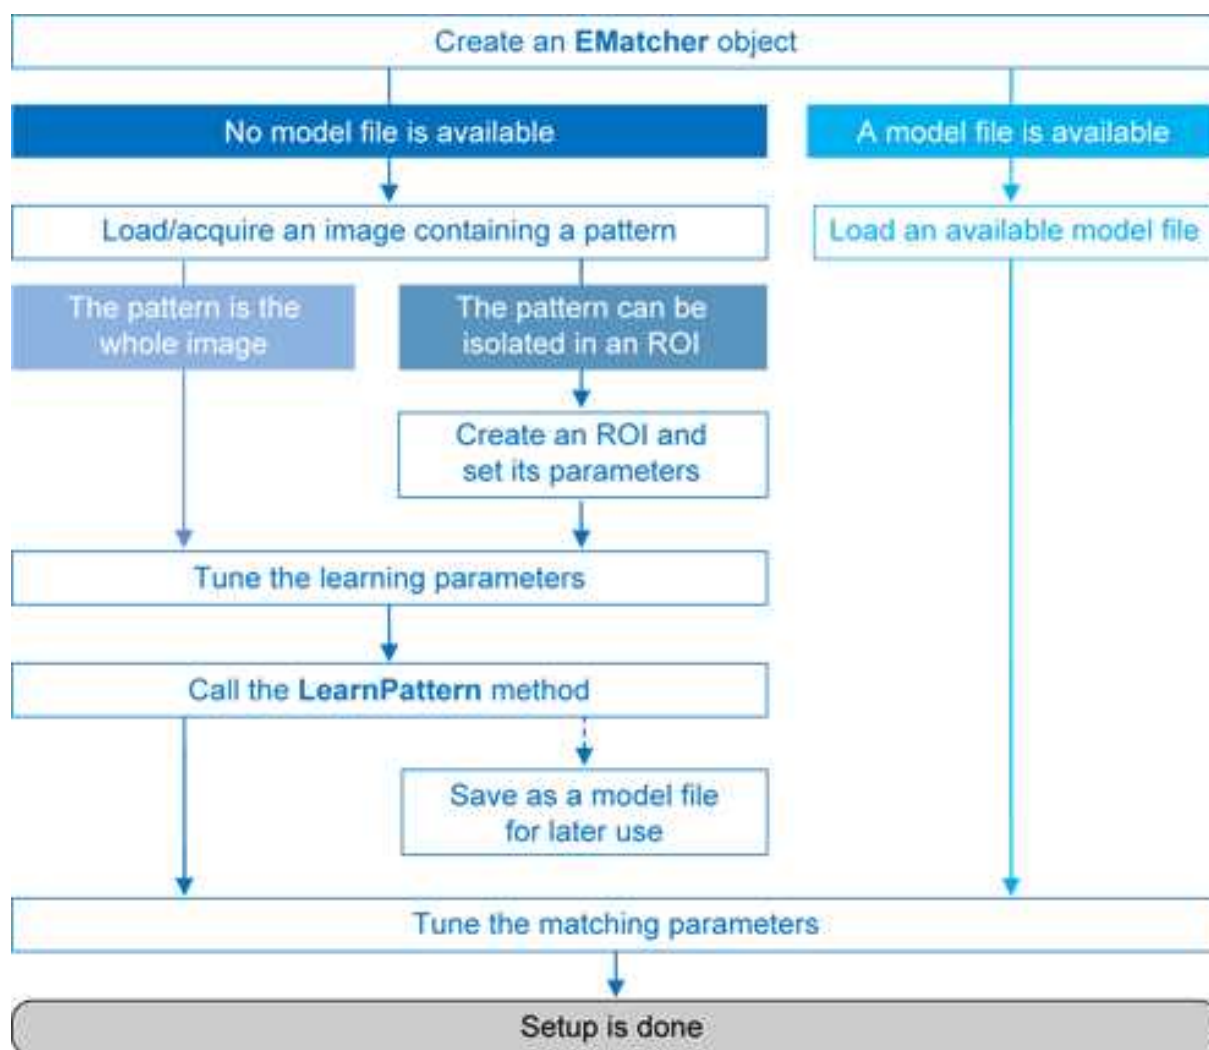 Create an EMatcher object
No model file is available
A model file is available
Load/acquire an image containing a pattern
Load an available model file
The pattern is the
whole image
The pattern can be
isolated in an ROI
Create an ROI and
set its parameters
Tune the learning parameters
Call the LearnPattern method
Save as a model file
for later use
Tune the matching parameters
Setup is done